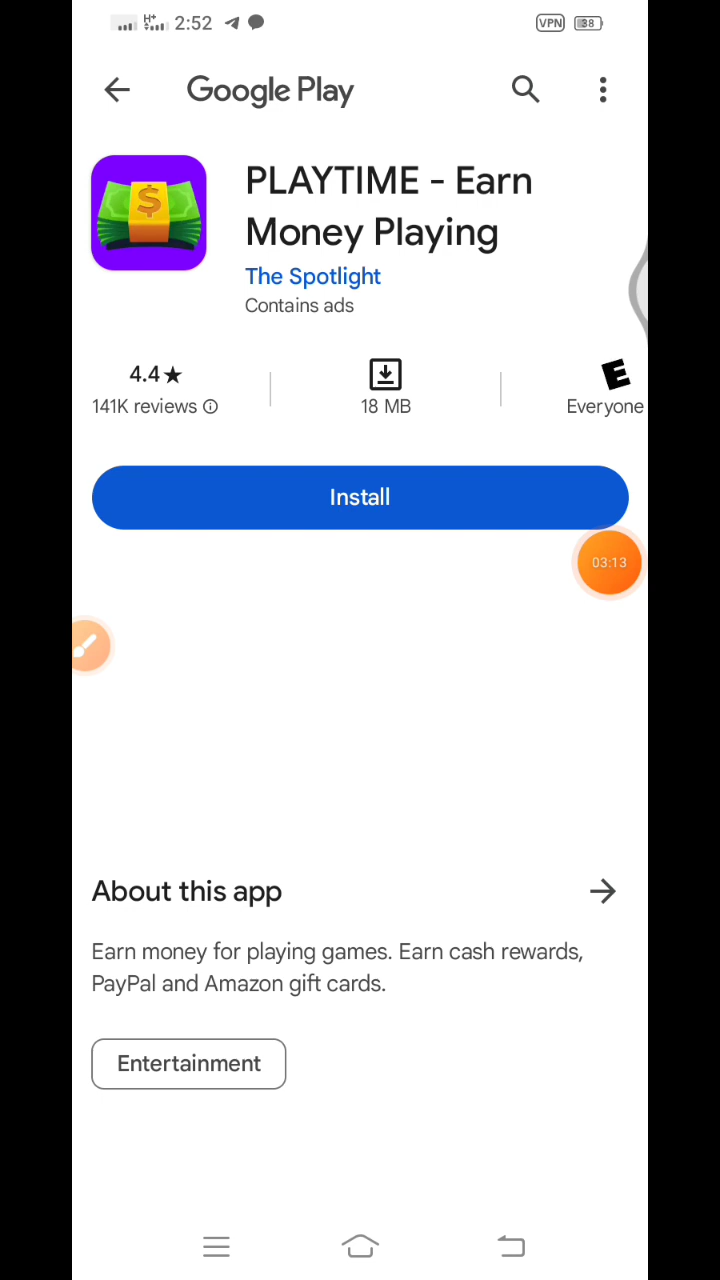 H+ 2:52 VPN 38
Google Play
$
PLAYTIME - Earn
Money Playing
The Spotlight
Contains ads
4.4★
141K reviews
18 MB
E
Everyone
Install
03:13
About this app
Earn money for playing games. Earn cash rewards,
PayPal and Amazon gift cards.
Entertainment